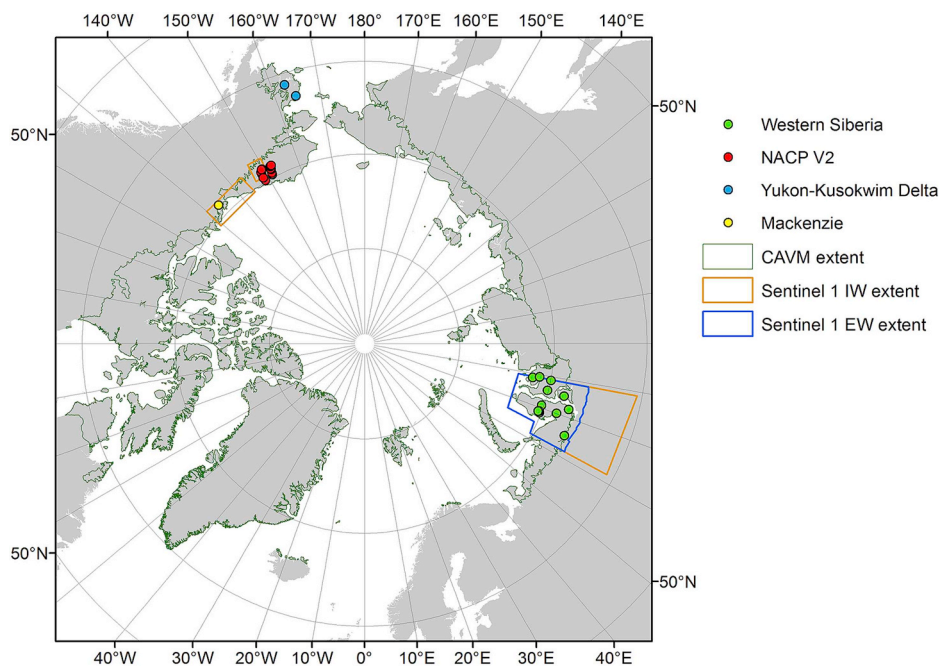 140°W 150°W 160°W 170°W 180° 170°E 160°E 150°E 140°E
50°N
50°N
50°N
50°N
40°W 30°W 20°W 10°W 0° 10°E 20°E 30°E 40°E
Western Siberia
NACP V2
Yukon-Kusokwim Delta
Mackenzie
CAVM extent
Sentinel 1 IW extent
Sentinel 1 EW extent